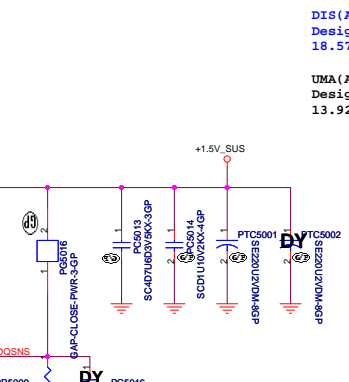 DIS(A
Desig
18.57
UMA(A
Desig
13.92
+1.5V_SUS
2
1
PG5016
GAP-CLOSE-PWR-3-GP
1
2
PC5013
SC4D7U6D3V5KX-3GP
1
2
PC5014
SCD1U10V2KX-4GP
1
2
PTC5001
SE220U2VDM-8GP
1
2
DY
PTC5002
SE220U2VDM-8GP
DQSNS
1
DY